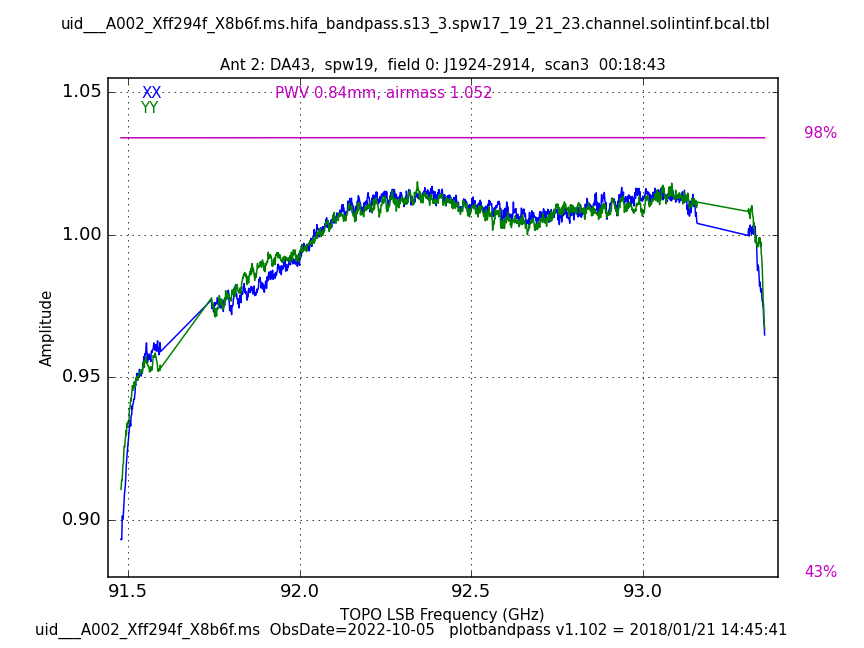 uid___A002_Xff294f_X8b6f.ms.hifa_bandpass.s13_3.spw17_19_21_23.channel.solintinf.bcal.tbl
Ant 2: DA43, spw19, field 0: J1924-2914, scan3 00:18:43
1.05
XX
PWV 0.84mm, airmass 1.052
YY
98%
1.00
Amplitude
0.95
0.90
43%
91.5 92.0 92.5 93.0
TOPO LSB Frequency (GHz)
uid___A002_Xff294f_X8b6f.ms ObsDate=2022-10-05 plotbandpass v1.102 = 2018/01/21 14:45:41